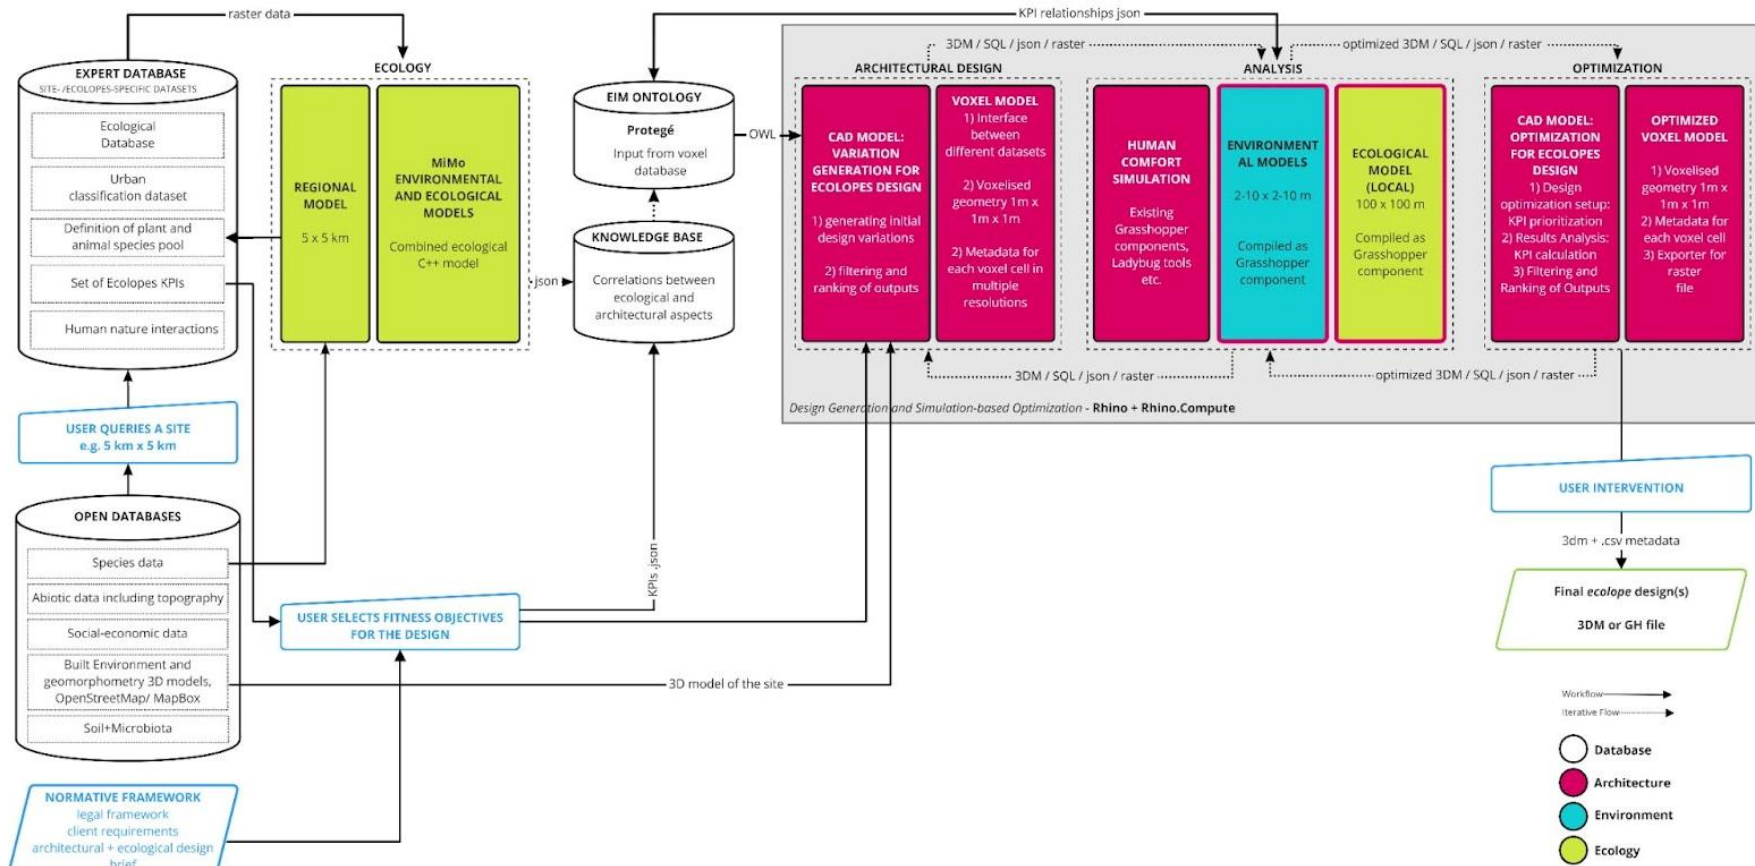 raster data
KPI relationships json
EXPERT DATABASE
SITE- /ECOLOPES-SPECIFIC DATASETS
Ecological
Database
Urban
classification dataset
Definition of plant and
animal species pool
Set of Ecolopes KPIs
Human nature interactions
ECOLOGY
REGIONAL
MODEL
5 x 5 km
MiMo
ENVIRONMENTAL
AND ECOLOGICAL
MODELS
Combined ecological
C++ model
json
EIM ONTOLOGY
Protegé
Input from voxel
database
OWL
KNOWLEDGE BASE
Correlations between
ecological and
architectural aspects
3DM / SQL / json / raster
optimized 3DM / SQL / json / raster
ARCHITECTURAL DESIGN
CAD MODEL:
VARIATION
GENERATION FOR
ECOLOPES DESIGN
1) generating initial
design variations
2) filtering and
ranking of outputs
VOXEL MODEL
1) Interface
between
different datasets
2) Voxelised
geometry 1m x
1m x 1m
2) Metadata for
each voxel cell in
multiple
resolutions
ANALYSIS
HUMAN
COMFORT
SIMULATION
Existing
Grasshopper
components,
Ladybug tools
etc.
ENVIRONMENT
AL MODELS
2-10 x 2-10 m
Compiled as
Grasshopper
component
ECOLOGICAL
MODEL
(LOCAL)
100 x 100 m
Compiled as
Grasshopper
component
OPTIMIZATION
CAD MODEL:
OPTIMIZATION
FOR ECOLOPES
DESIGN
1) Design
optimization setup:
KPI prioritization
2) Results Analysis:
KPI calculation
3) Filtering and
Ranking of Outputs
OPTIMIZED
VOXEL MODEL
1) Voxelised
geometry 1m x
1m x 1m
2) Metadata for
each voxel cell
3) Exporter for
raster
file
3DM / SQL / json / raster
optimized 3DM / SQL / json / raster
Design Generation and Simulation-based Optimization - Rhino + Rhino.Compute
USER QUERIES A SITE
e.g. 5 km x 5 km
OPEN DATABASES
Species data
Abiotic data including topography
Social-economic data
Built Environment and
geomorphometry 3D models,
OpenStreetMap/ MapBox
Soil+Microbiota
USER SELECTS FITNESS OBJECTIVES
FOR THE DESIGN
KPIs .json
3D model of the site
NORMATIVE FRAMEWORK
legal framework
client requirements
architectural + ecological design
brief
USER INTERVENTION
3dm + .csv metadata
Final ecolope design(s)
3DM or GH file
Workflow
Iterative Flow
Database
Architecture
Environment
Ecology